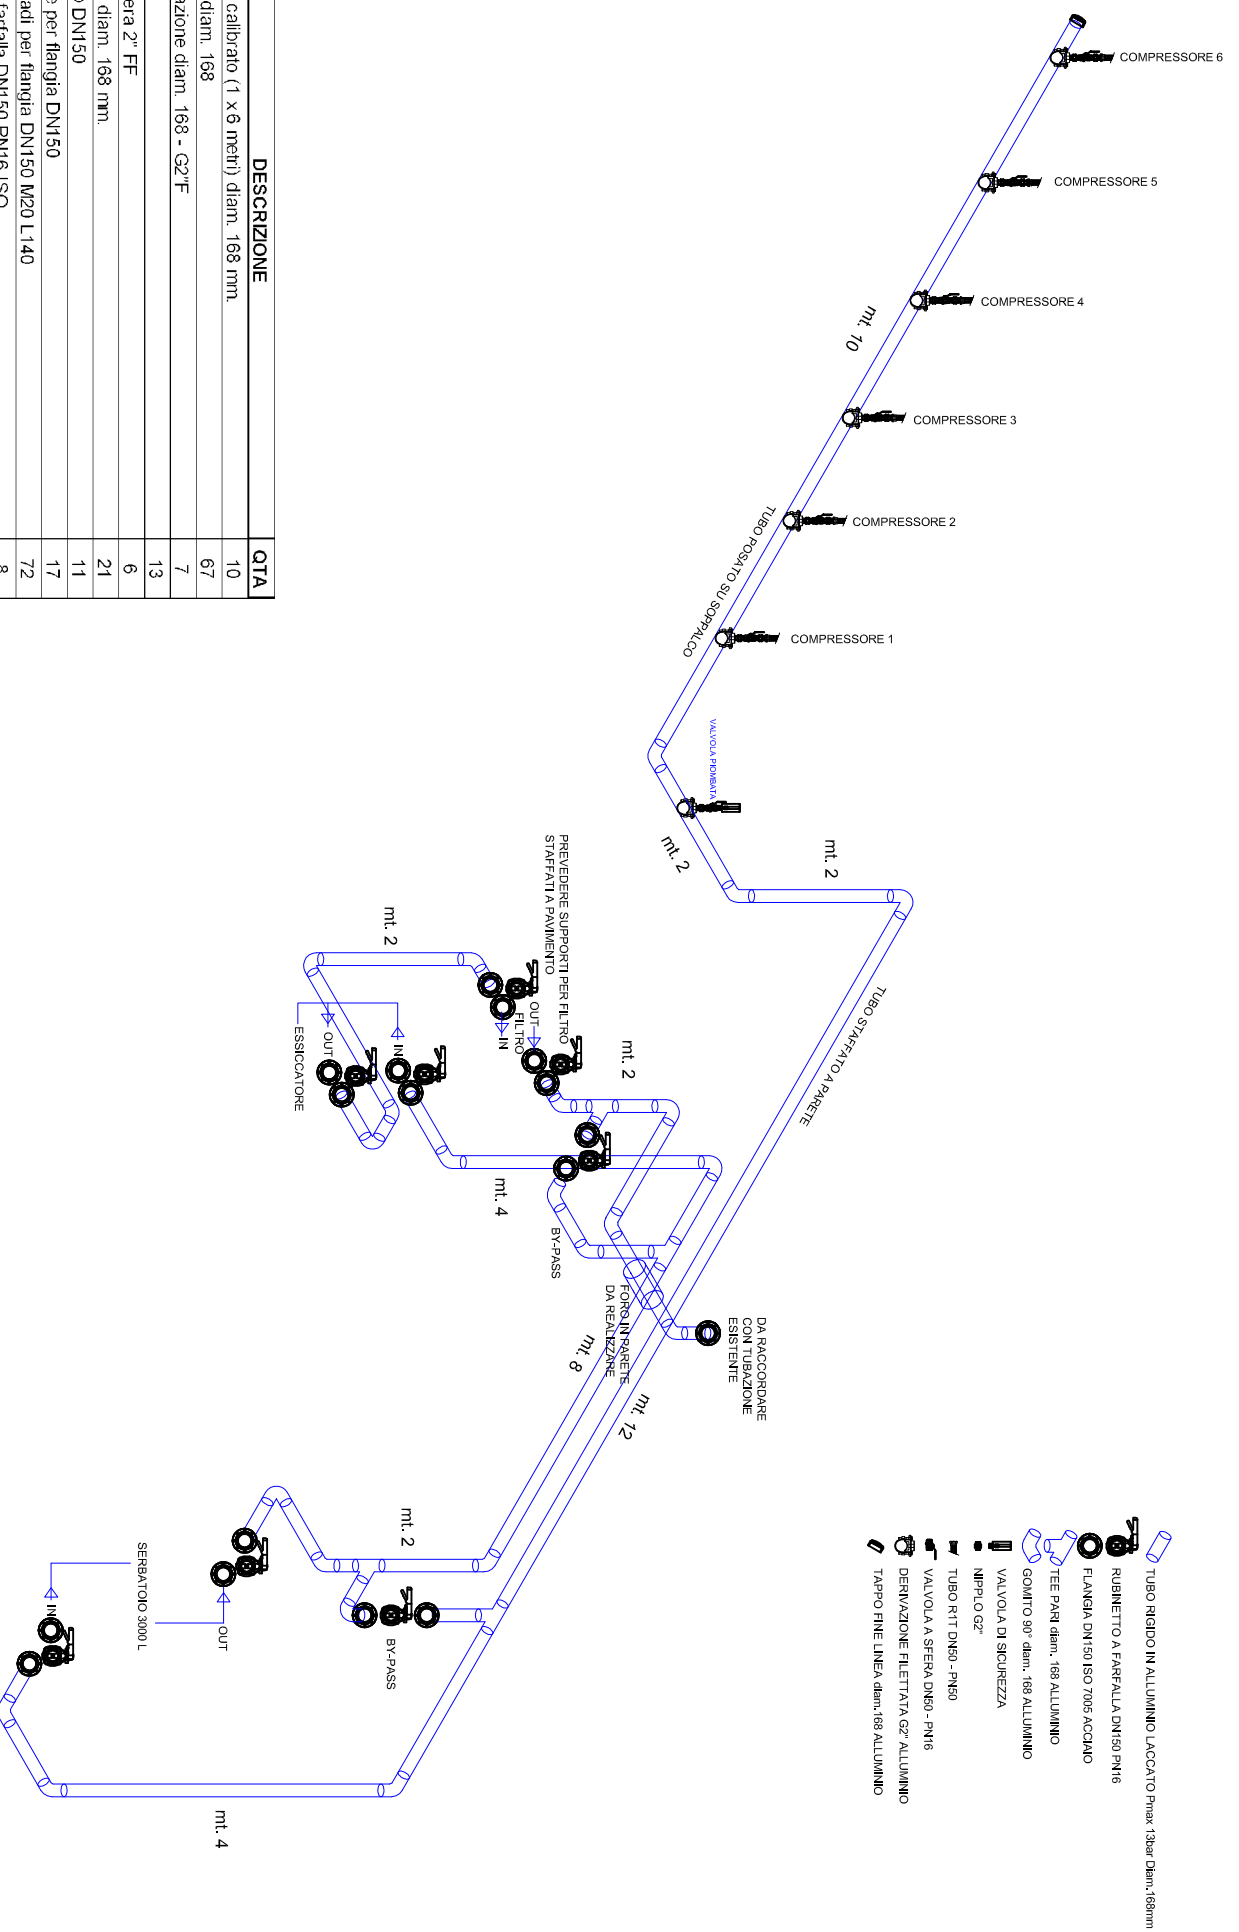 COMPRESSORE 6
COMPRESSORE 5
COMPRESSORE 4
mt. 10
COMPRESSORE 3
COMPRESSORE 2
TUBO POSATO SU SOPPALCO
COMPRESSORE 1
VALVOLA PIOMBATA
mt. 2
mt. 2
TUBO STAFFATO A PARETE
PREVEDERE SUPPORTI PER FILTRO
STAFFATI A PAVIMENTO
mt. 2
OUT
IN
FILTRO
mt. 2
IN
OUT
ESSICCATORE
mt. 4
BY-PASS
FORO IN PARETE
DA REALIZZARE
DA RACCORDARE
CON TUBAZIONE
ESISTENTE
mt. 8
mt. 12
mt. 2
BY-PASS
OUT
SERBATOIO 3000 L
IN
mt. 4
TUBO RIGIDO IN ALLUMINIO LACCATO Pmax 13bar Diam.168mm
RUBINETTO A FARFALLA DN150 PN16
FLANGIA DN150 ISO 7005 ACCIAIO
TEE PARI diam. 168 ALLUMINIO
GOMITO 90° diam. 168 ALLUMINIO
VALVOLA DI SICUREZZA
NIPPLO G2"
TUBO R1T DN50 - PN50
VALVOLA A SFERA DN50 - PN16
DERIVAZIONE FILETTATA G2" ALLUMINIO
TAPPO FINE LINEA diam.168 ALLUMINIO
DESCRIZIONE QTA
calibrato (1 x 6 metri) diam. 168 mm. 10
diam. 168 67
azione diam. 168 - G2"F 7
13
era 2" FF 6
diam. 168 mm. 21
DN150 11
e per flangia DN150 17
adi per flangia DN150 M20 L140 72
farfalla DN150 PN16 ISO 8